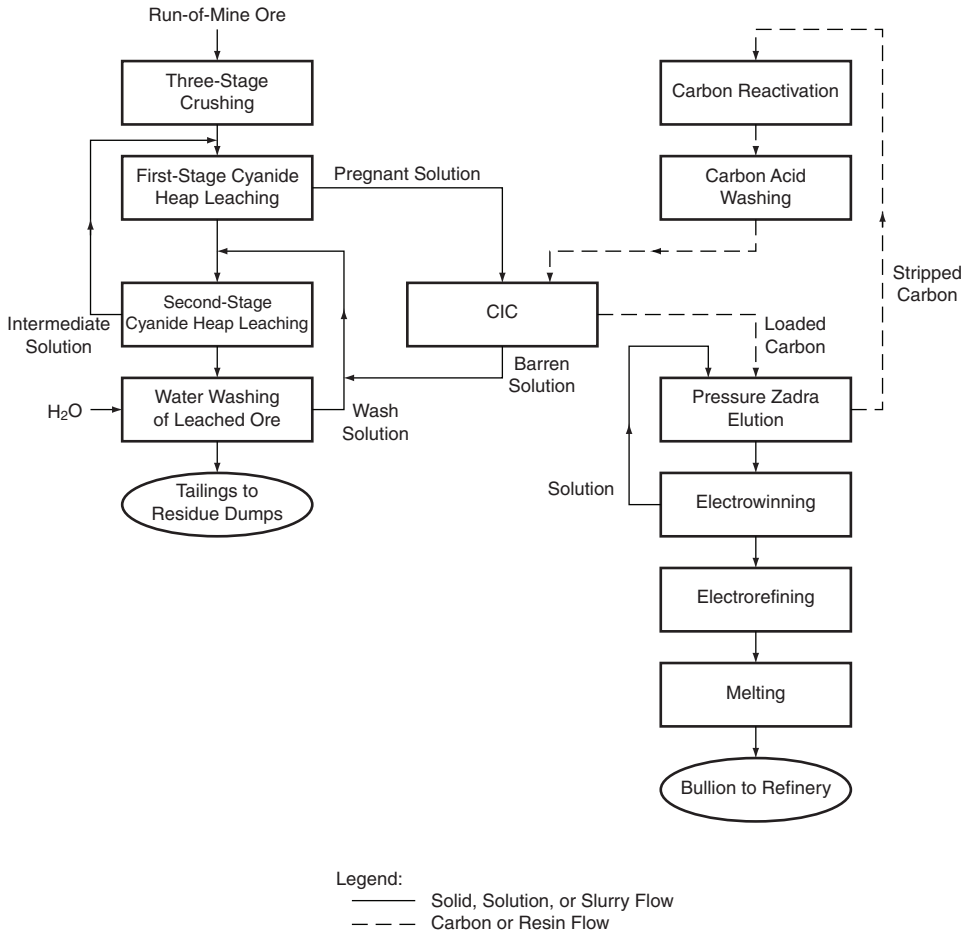 Run-of-Mine Ore
Three-Stage
Crushing
First-Stage Cyanide
Heap Leaching
Pregnant Solution
Second-Stage
Cyanide Heap Leaching
Intermediate
Solution
H₂O
Water Washing
of Leached Ore
Wash
Solution
Tailings to
Residue Dumps
CIC
Barren
Solution
Carbon Reactivation
Carbon Acid
Washing
Stripped
Carbon
Loaded
Carbon
Pressure Zadra
Elution
Solution
Electrowinning
Electrorefining
Melting
Bullion to Refinery
Legend:
Solid, Solution, or Slurry Flow
Carbon or Resin Flow